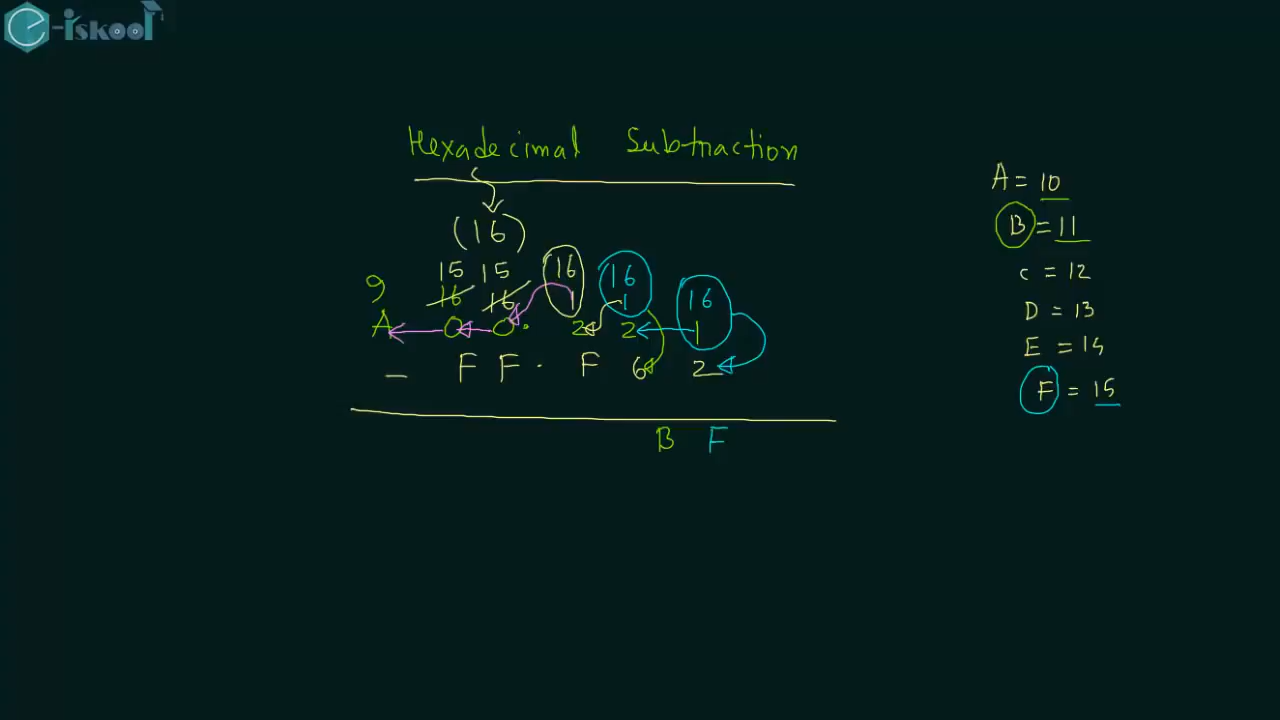 e-iskool
Hexadecimal Subtraction
(16)
A = 10
B = 11
C = 12
D = 13
E = 14
F = 15
15 15 16 16
9 16 16 1 1 16
A 0 0 . 2 2 1
_ F F . F 6 2
B F